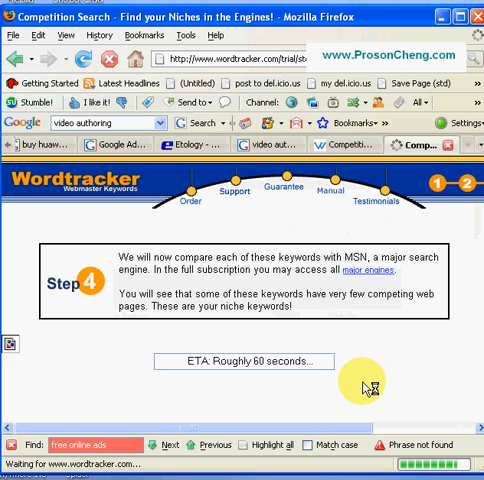 Competition Search - Find your Niches in the Engines! - Mozilla Firefox
File Edit View History Bookmarks Tools Help
http://www.wordtracker.com/trial/st
www.ProsonCheng.com
Getting Started Latest Headlines (Untitled) post to del.icio.us my del.icio.us Save Page (std)
Stumble! I like it! Send to Channel: All
Google video authoring Search Bookmarks Settings
buy huaw... Google Ad... Etology - ... video aut... Competiti... Comp...
Wordtracker
Webmaster Keywords
Order Support Guarantee Manual Testimonials
1 2
Step 4
We will now compare each of these keywords with MSN, a major search
engine. In the full subscription you may access all major engines.
You will see that some of these keywords have very few competing web
pages. These are your niche keywords!
ETA: Roughly 60 seconds...
Find: free online ads Next Previous Highlight all Match case Phrase not found
Waiting for www.wordtracker.com...